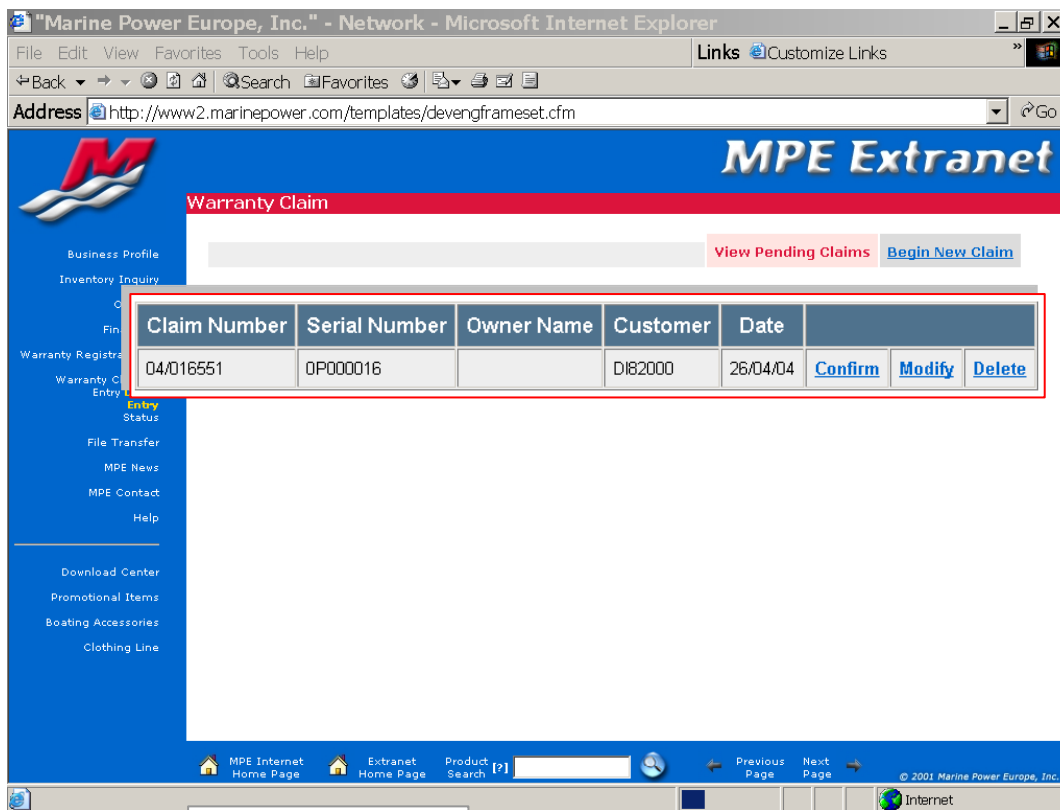 "Marine Power Europe, Inc." - Network - Microsoft Internet Explorer
File Edit View Favorites Tools Help
Links Customize Links »
Back Search Favorites
Address http://www2.marinepower.com/templates/devengframeset.cfm Go
MPE Extranet
Warranty Claim
View Pending Claims Begin New Claim
Business Profile
Inventory Inquiry
Claim Number Serial Number Owner Name Customer Date
04/016551 0P000016 DI82000 26/04/04 Confirm Modify Delete
Warranty Registra
Entry
Entry
Status
File Transfer
MPE News
MPE Contact
Help
Download Center
Promotional Items
Boating Accessories
Clothing Line
MPE Internet Home Page Extranet Home Page Product Search [?] Previous Page Next Page
© 2001 Marine Power Europe, Inc.
Internet